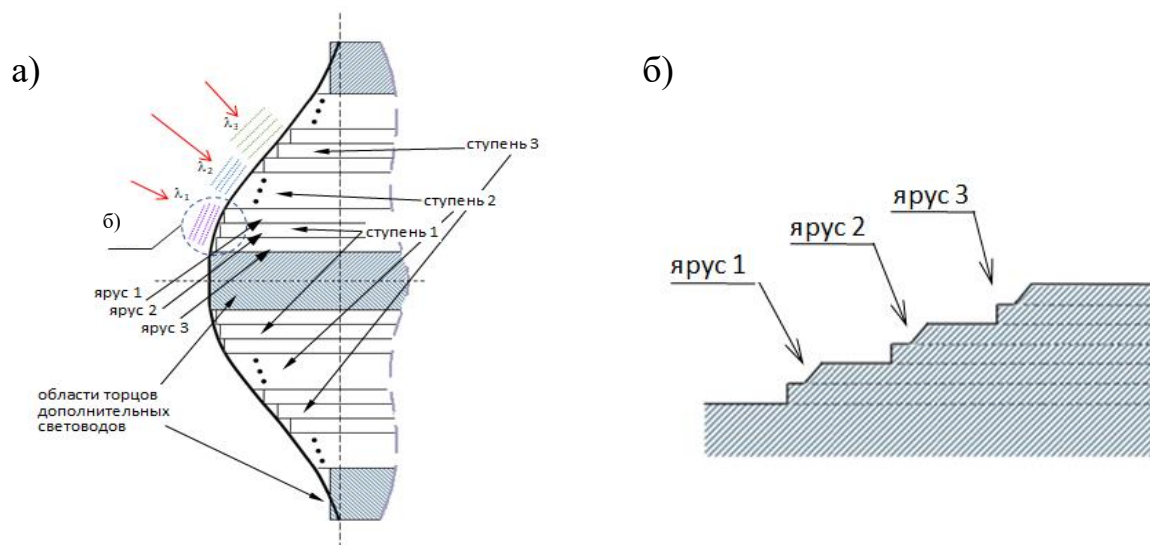 а)
λ3
λ2
λ1
б)
ступень 3
ступень 2
ступень 1
ярус 1
ярус 2
ярус 3
области торцов
дополнительных
световодов
б)
ярус 3
ярус 2
ярус 1